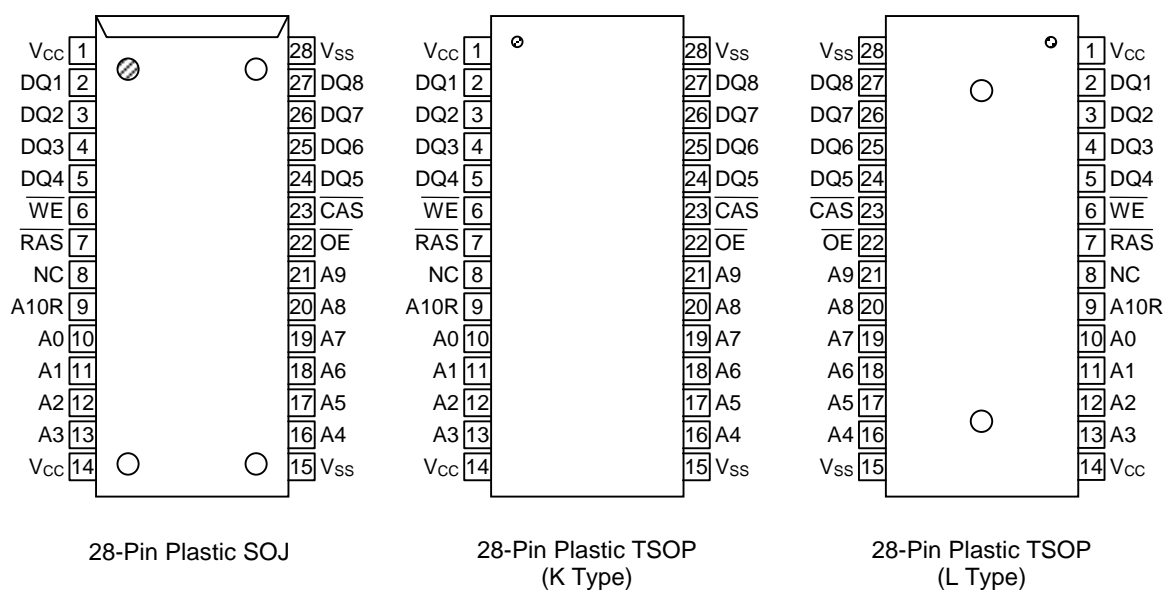 VCC 1 28 VSS
DQ1 2 27 DQ8
DQ2 3 26 DQ7
DQ3 4 25 DQ6
DQ4 5 24 DQ5
WE 6 23 CAS
RAS 7 22 OE
NC 8 21 A9
A10R 9 20 A8
A0 10 19 A7
A1 11 18 A6
A2 12 17 A5
A3 13 16 A4
VCC 14 15 VSS
28-Pin Plastic SOJ
VCC 1 28 VSS
DQ1 2 27 DQ8
DQ2 3 26 DQ7
DQ3 4 25 DQ6
DQ4 5 24 DQ5
WE 6 23 CAS
RAS 7 22 OE
NC 8 21 A9
A10R 9 20 A8
A0 10 19 A7
A1 11 18 A6
A2 12 17 A5
A3 13 16 A4
VCC 14 15 VSS
28-Pin Plastic TSOP
(K Type)
VSS 28 1 VCC
DQ8 27 2 DQ1
DQ7 26 3 DQ2
DQ6 25 4 DQ3
DQ5 24 5 DQ4
CAS 23 6 WE
OE 22 7 RAS
A9 21 8 NC
A8 20 9 A10R
A7 19 10 A0
A6 18 11 A1
A5 17 12 A2
A4 16 13 A3
VSS 15 14 VCC
28-Pin Plastic TSOP
(L Type)